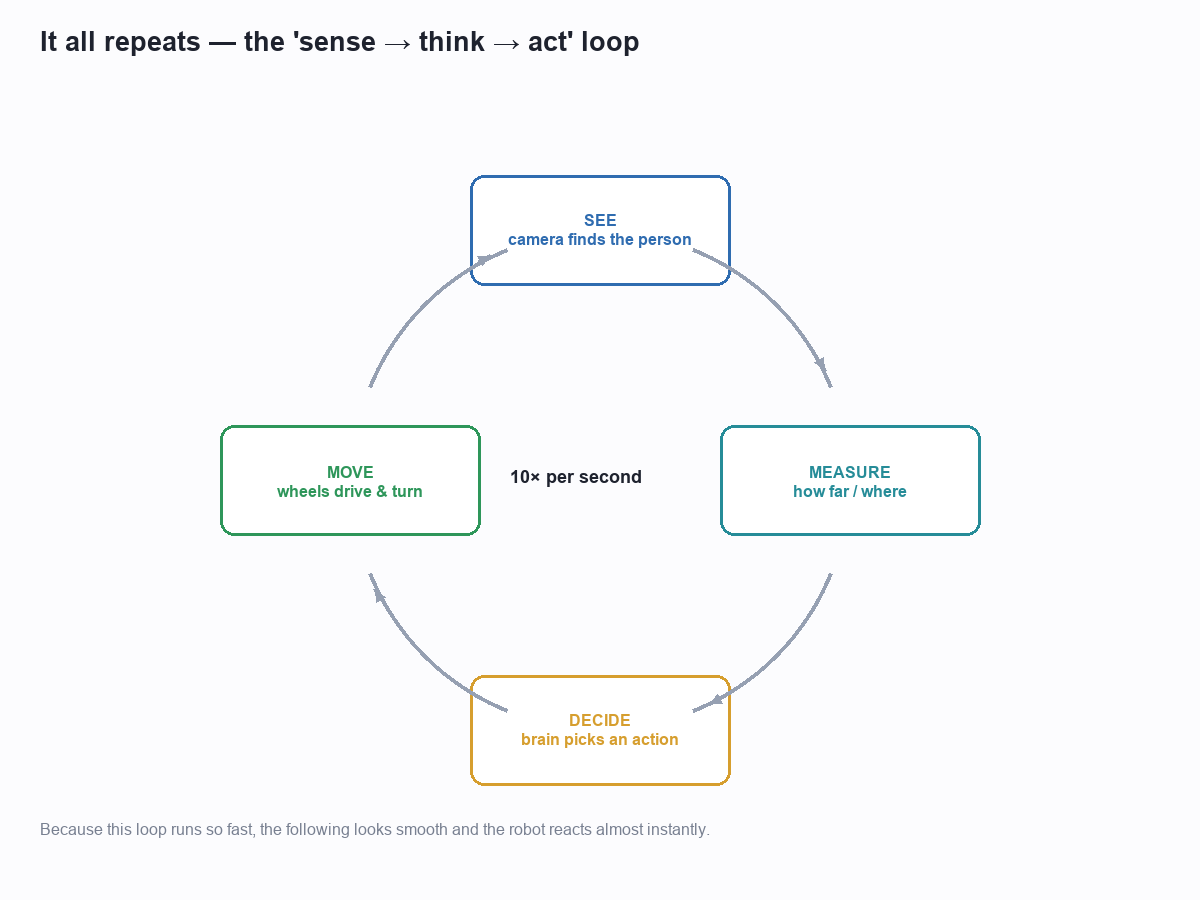 It all repeats — the 'sense → think → act' loop
SEE
camera finds the person
MOVE
wheels drive & turn
10× per second
MEASURE
how far / where
DECIDE
brain picks an action
Because this loop runs so fast, the following looks smooth and the robot reacts almost instantly.